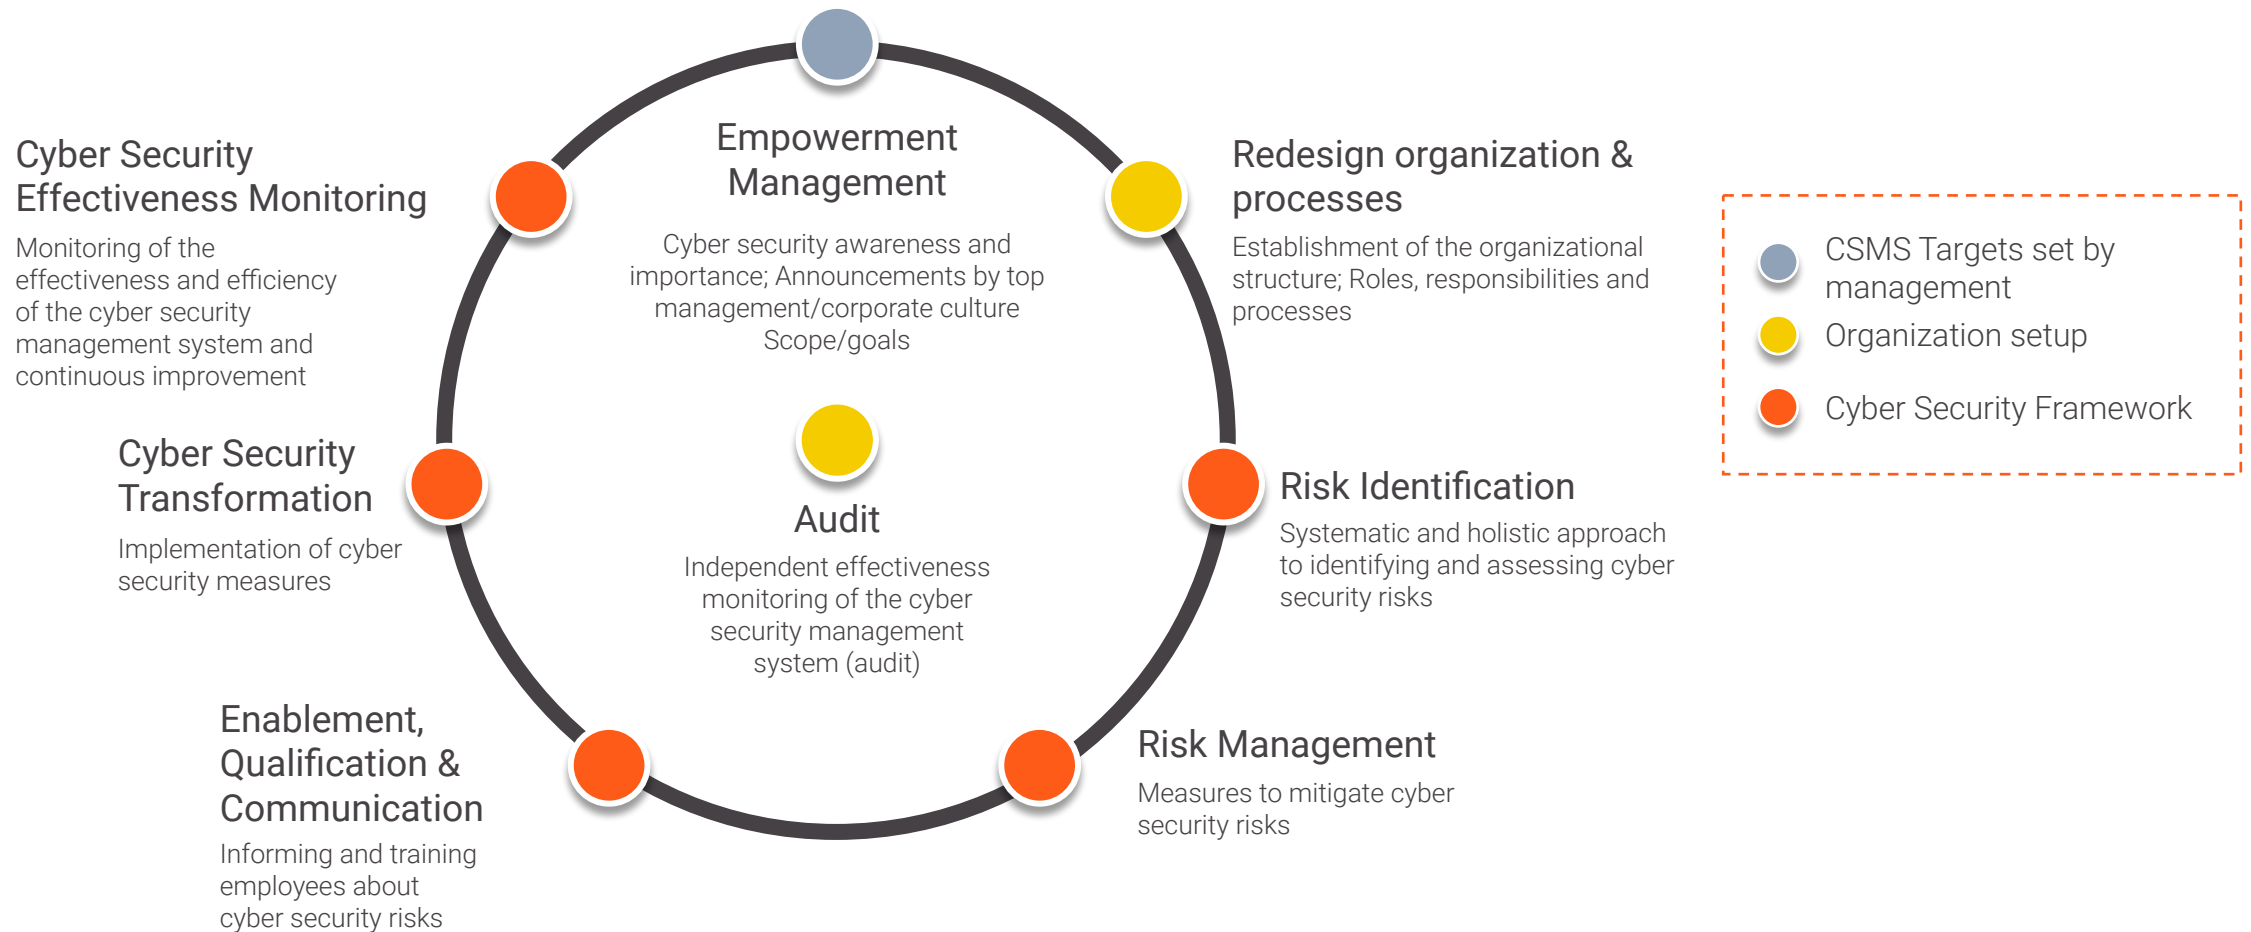 Empowerment
Management
Cyber security awareness and
importance; Announcements by top
management/corporate culture
Scope/goals
Redesign organization &
processes
Establishment of the organizational
structure; Roles, responsibilities and
processes
Risk Identification
Systematic and holistic approach
to identifying and assessing cyber
security risks
Risk Management
Measures to mitigate cyber
security risks
Enablement,
Qualification &
Communication
Informing and training
employees about
cyber security risks
Cyber Security
Transformation
Implementation of cyber
security measures
Cyber Security
Effectiveness Monitoring
Monitoring of the
effectiveness and efficiency
of the cyber security
management system and
continuous improvement
Audit
Independent effectiveness
monitoring of the cyber
security management
system (audit)
CSMS Targets set by
management
Organization setup
Cyber Security Framework